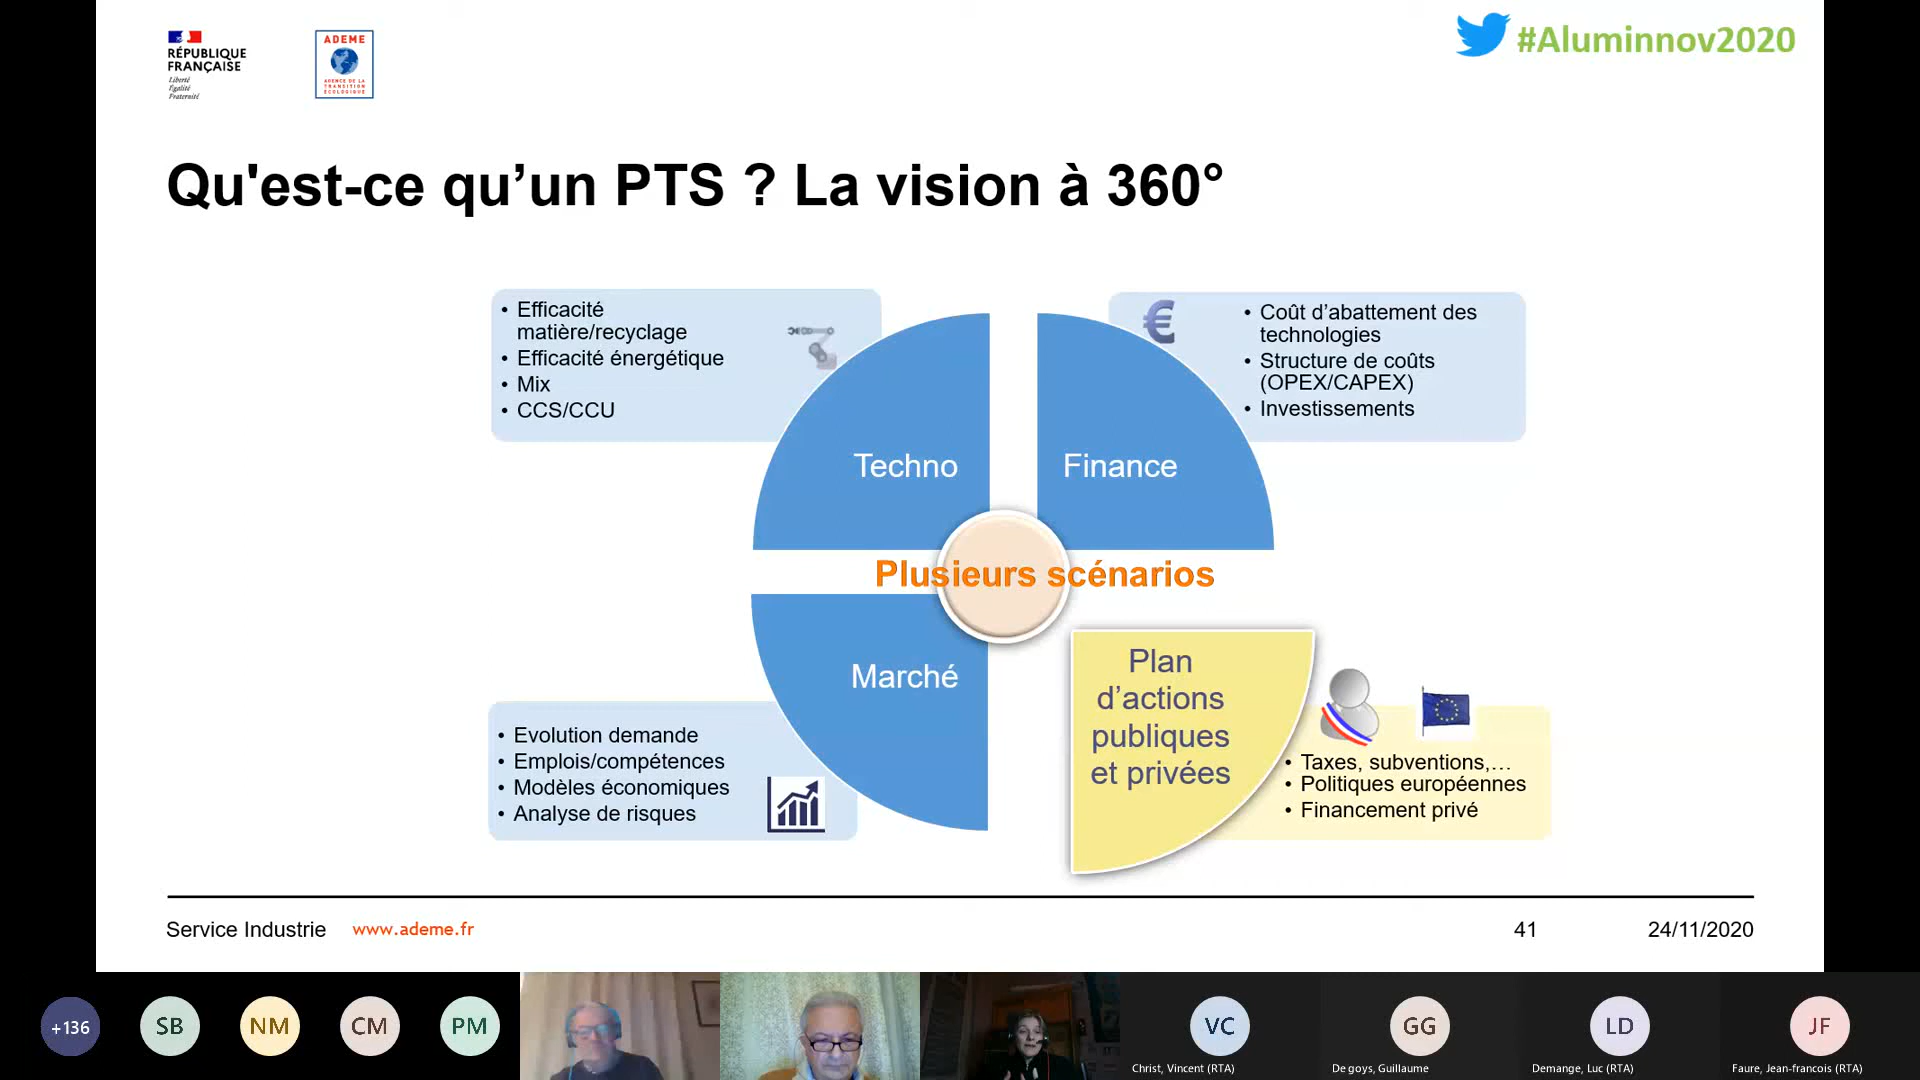 #Aluminnov2020
RÉPUBLIQUE
FRANÇAISE
Liberté
Égalité
Fraternité
ADEME
AGENCE DE LA
TRANSITION
ÉCOLOGIQUE
Qu'est-ce qu’un PTS ? La vision à 360°
• Efficacité
matière/recyclage
• Efficacité énergétique
• Mix
• CCS/CCU
• Coût d’abattement des
technologies
• Structure de coûts
(OPEX/CAPEX)
• Investissements
Techno
Finance
Plusieurs scénarios
Marché
Plan
d’actions
publiques
et privées
• Evolution demande
• Emplois/compétences
• Modèles économiques
• Analyse de risques
• Taxes, subventions,...
• Politiques européennes
• Financement privé
Service Industrie
www.ademe.fr
41
24/11/2020
+136
SB
NM
CM
PM
VC
GG
LD
JF
Christ, Vincent (RTA)
De goys, Guillaume
Demange, Luc (RTA)
Faure, Jean-francois (RTA)